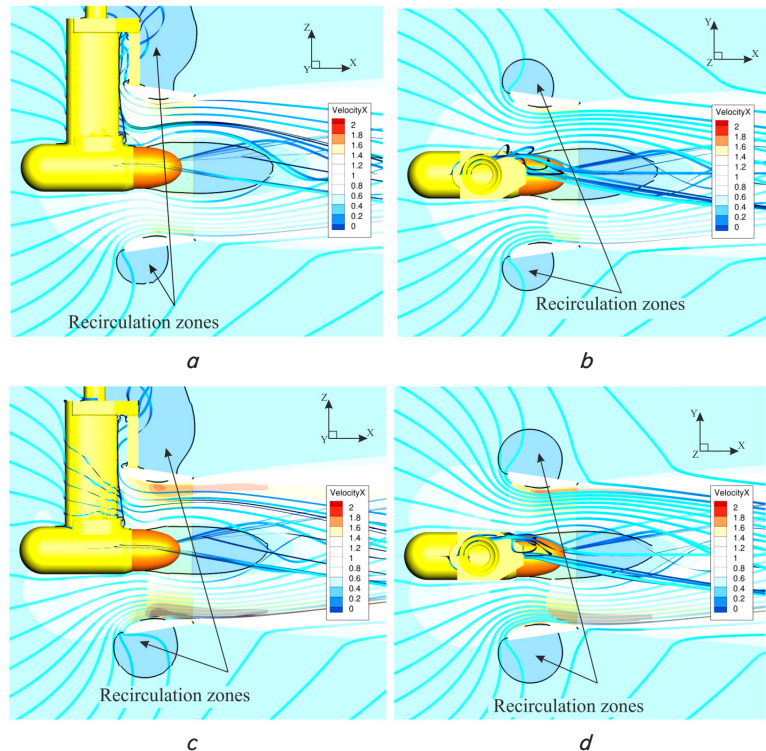 Z
Y
X
VelocityX
2
1.8
1.6
1.4
1.2
1
0.8
0.6
0.4
0.2
0
Recirculation zones
a
Y
Z
X
VelocityX
2
1.8
1.6
1.4
1.2
1
0.8
0.6
0.4
0.2
0
Recirculation zones
b
Z
Y
X
VelocityX
2
1.8
1.6
1.4
1.2
1
0.8
0.6
0.4
0.2
0
Recirculation zones
c
Y
Z
X
VelocityX
2
1.8
1.6
1.4
1.2
1
0.8
0.6
0.4
0.2
0
Recirculation zones
d